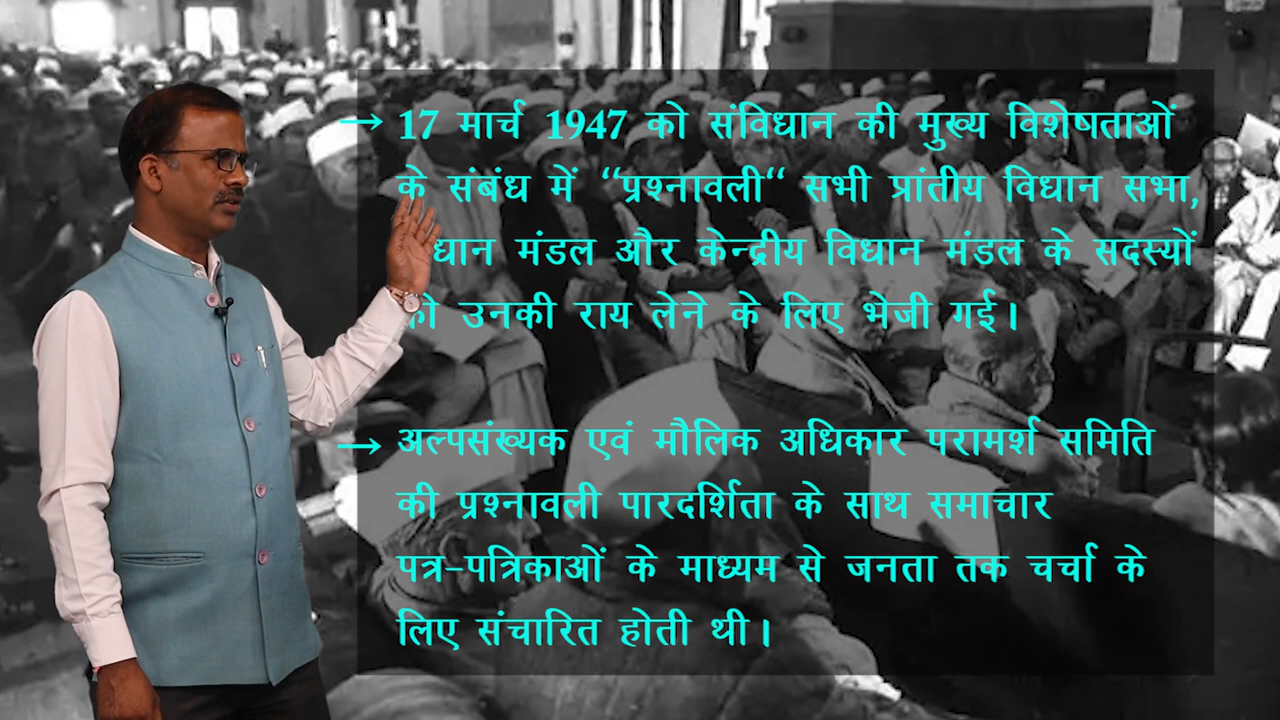 → 17 मार्च 1947 को संविधान की मुख्य विशेषताओं
के संबंध में “प्रश्नावली“ सभी प्रांतीय विधान सभा,
धान मंडल और केन्द्रीय विधान मंडल के सदस्यों
को उनकी राय लेने के लिए भेजी गई।
→ अल्पसंख्यक एवं मौलिक अधिकार परामर्श समिति
की प्रश्नावली पारदर्शिता के साथ समाचार
पत्र-पत्रिकाओं के माध्यम से जनता तक चर्चा के
लिए संचारित होती थी।